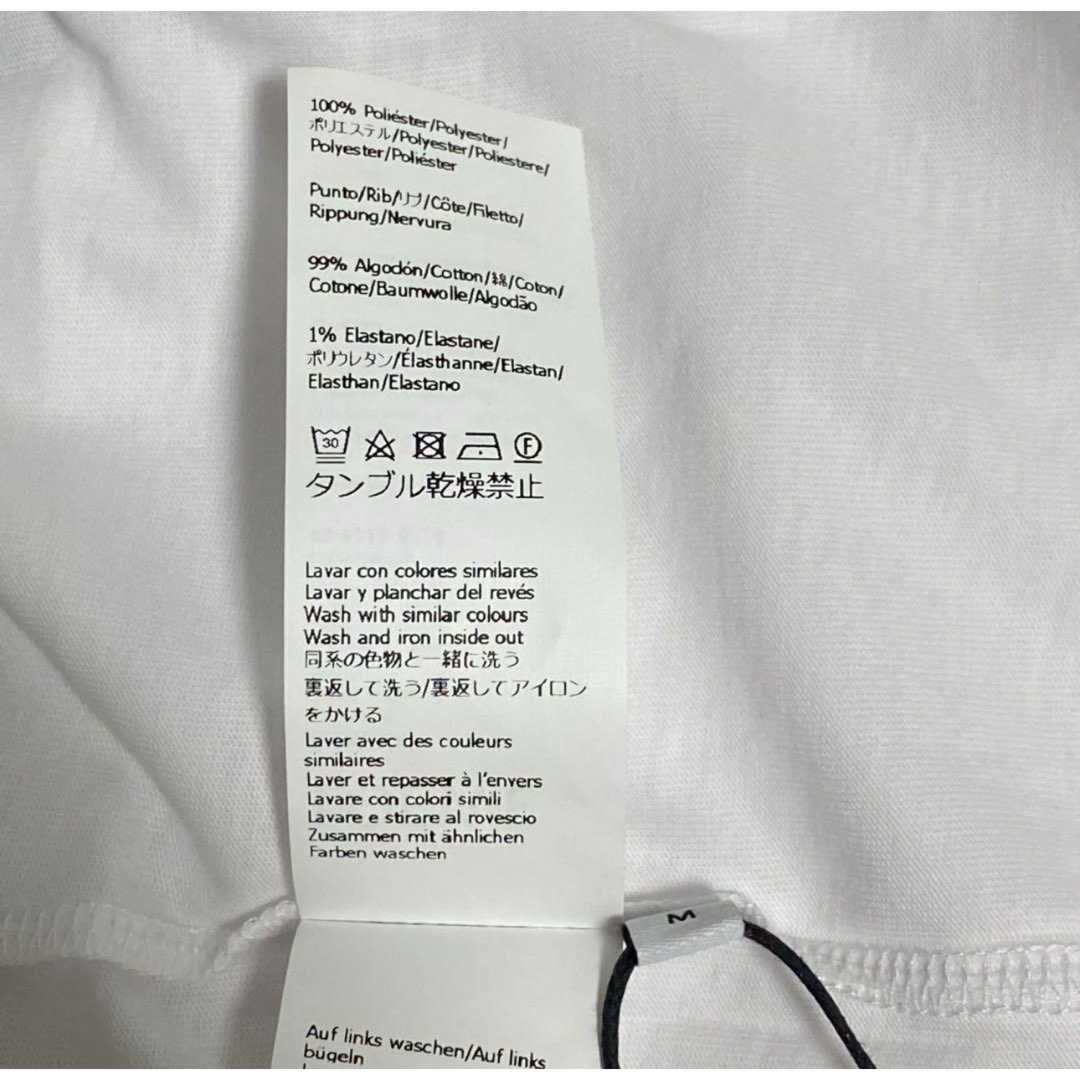 100% Poliéster/Polyester/
ポリエステル/Polyester/Poliestere/
Polyester/Poliéster
Punto/Rib/リブ/Côte/Filetto/
Rippung/Nervura
99% Algodón/Cotton/綿/Coton/
Cotone/Baumwolle/Algodão
1% Elastano/Elastane/
ポリウレタン/Élasthanne/Elastan/
Elasthan/Elastano
30 F
タンブル乾燥禁止
Lavar con colores similares
Lavar y planchar del revés
Wash with similar colours
Wash and iron inside out
同系の色物と一緒に洗う
裏返して洗う/裏返してアイロン
をかける
Laver avec des couleurs
similaires
Laver et repasser à l'envers
Lavare con colori simili
Lavare e stirare al rovescio
Zusammen mit ähnlichen
Farben waschen
M
Auf links waschen/Auf links
bügeln